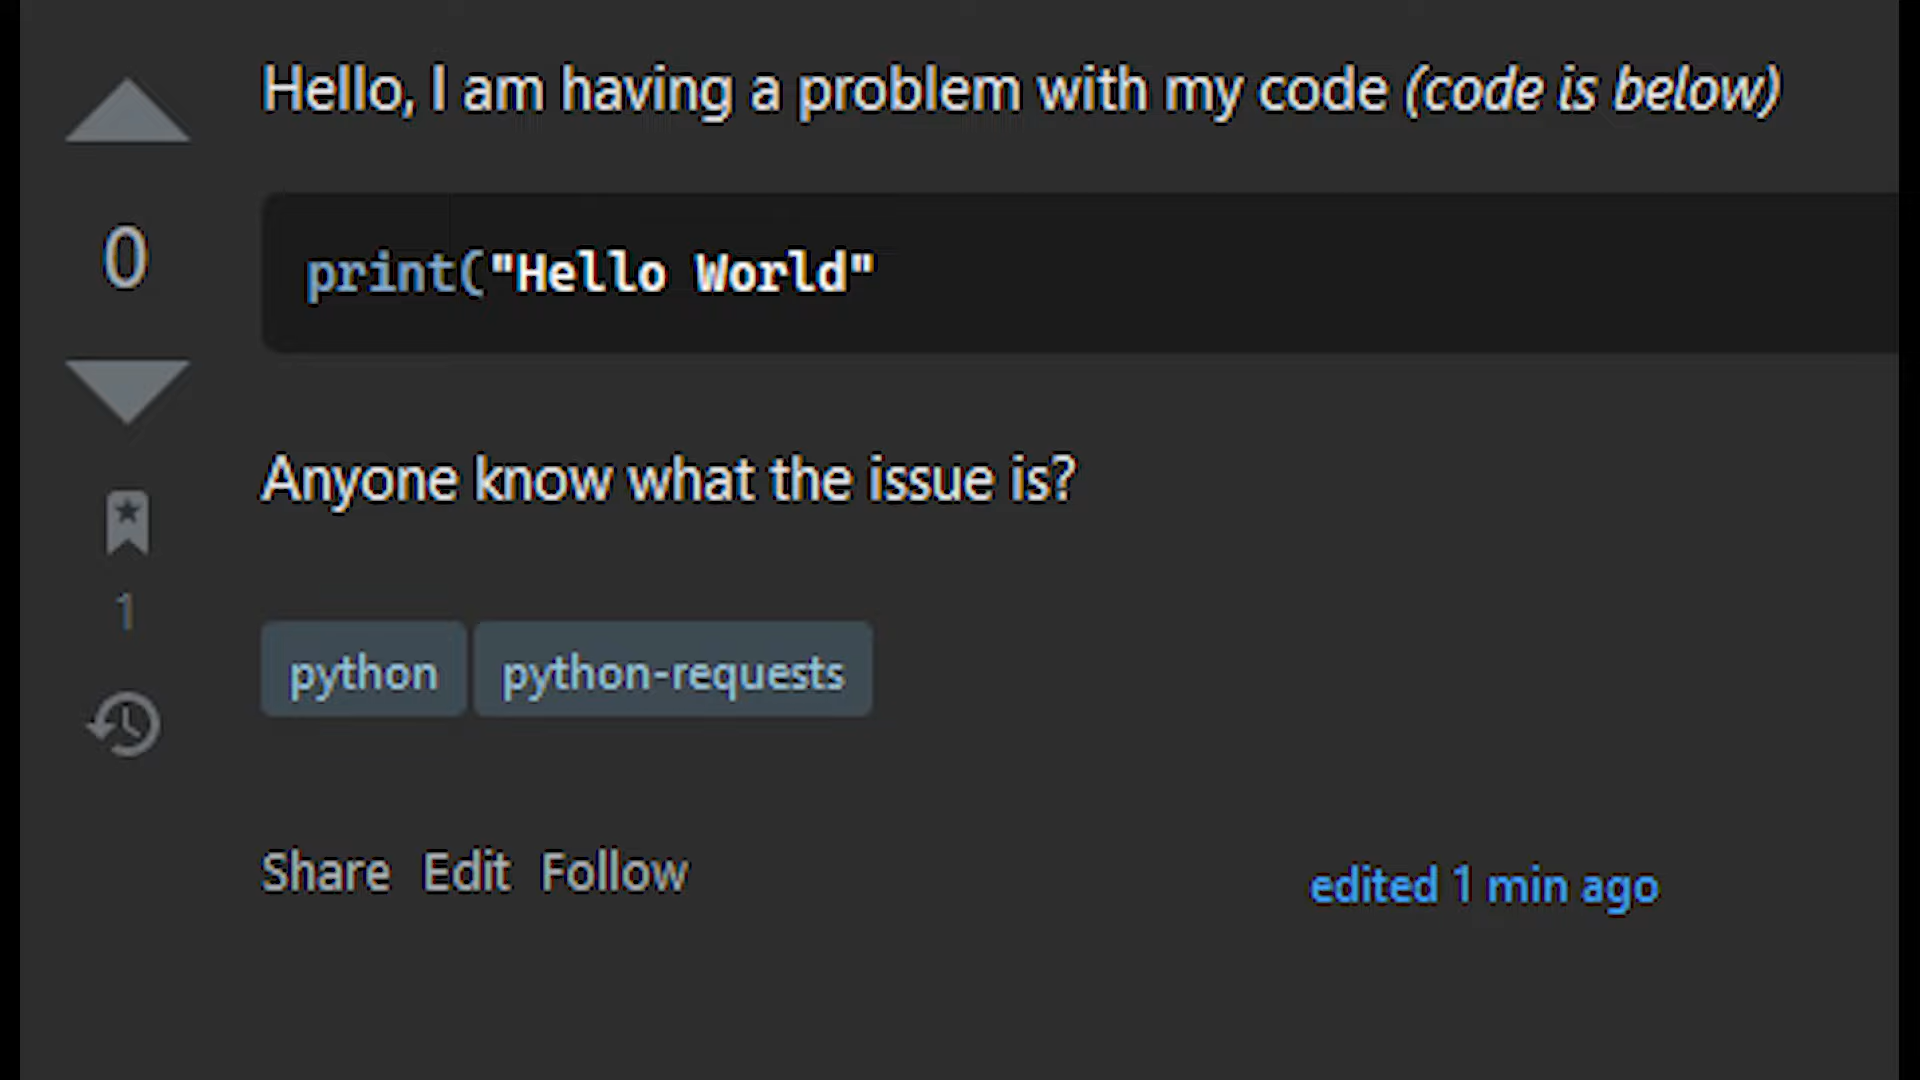 Hello, I am having a problem with my code (code is below)
0
print("Hello World"
Anyone know what the issue is?
1
python python-requests
Share Edit Follow
edited 1 min ago